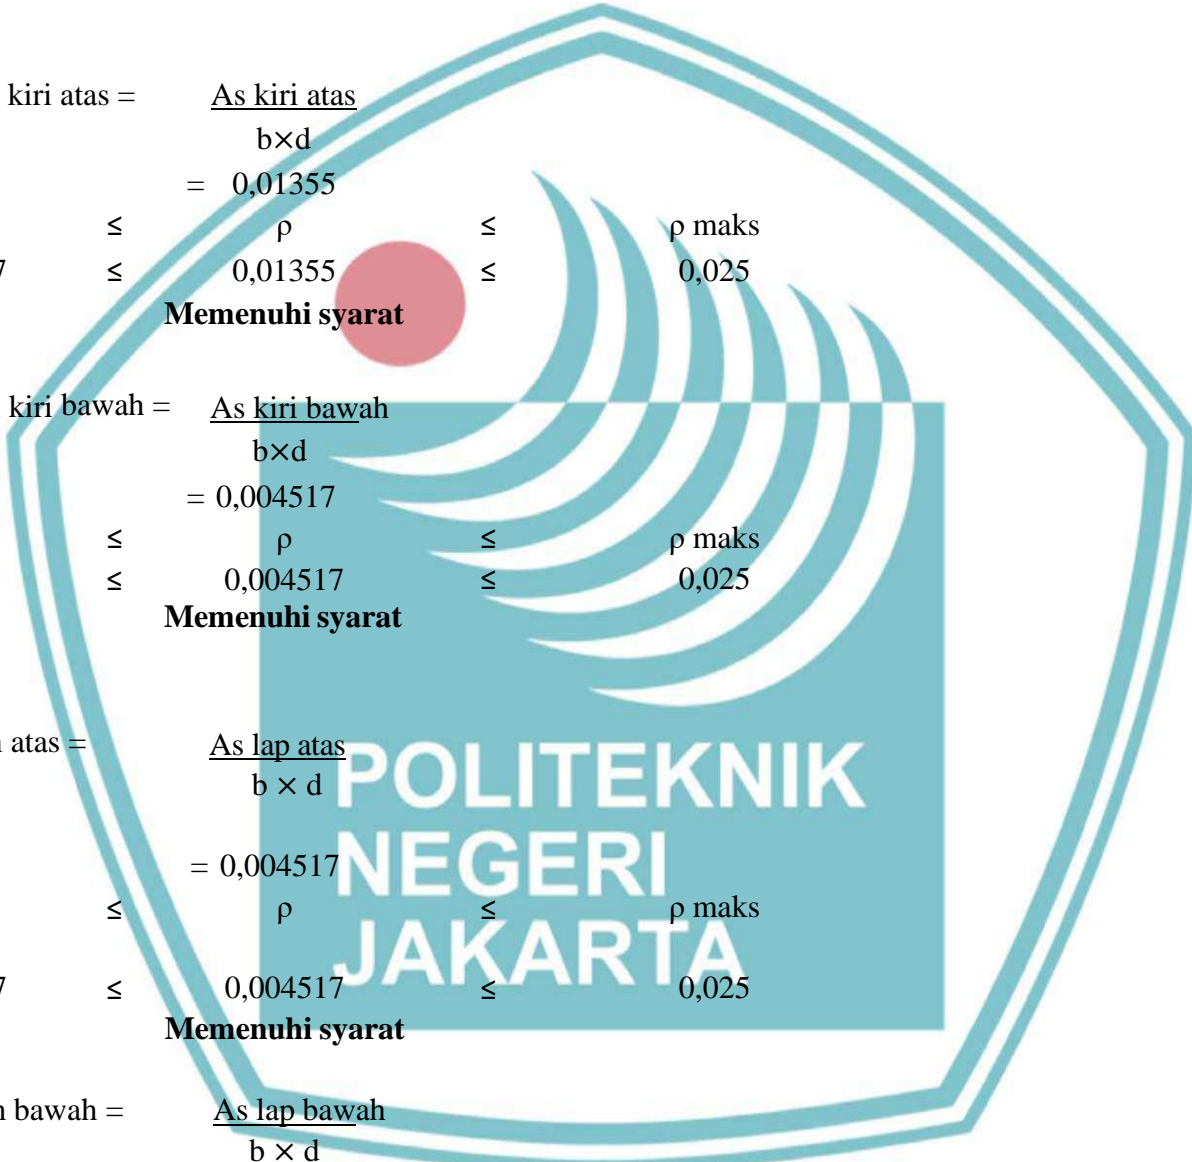 kiri atas = As kiri atas
b×d
= 0,01355
≤ ρ ≤ ρ maks
7 ≤ 0,01355 ≤ 0,025
Memenuhi syarat
kiri bawah = As kiri bawah
b×d
= 0,004517
≤ ρ ≤ ρ maks
≤ 0,004517 ≤ 0,025
Memenuhi syarat
atas = As lap atas
b × d
= 0,004517
≤ ρ ≤ ρ maks
7 ≤ 0,004517 ≤ 0,025
Memenuhi syarat
bawah = As lap bawah
b × d
POLITEKNIK
NEGERI
JAKARTA